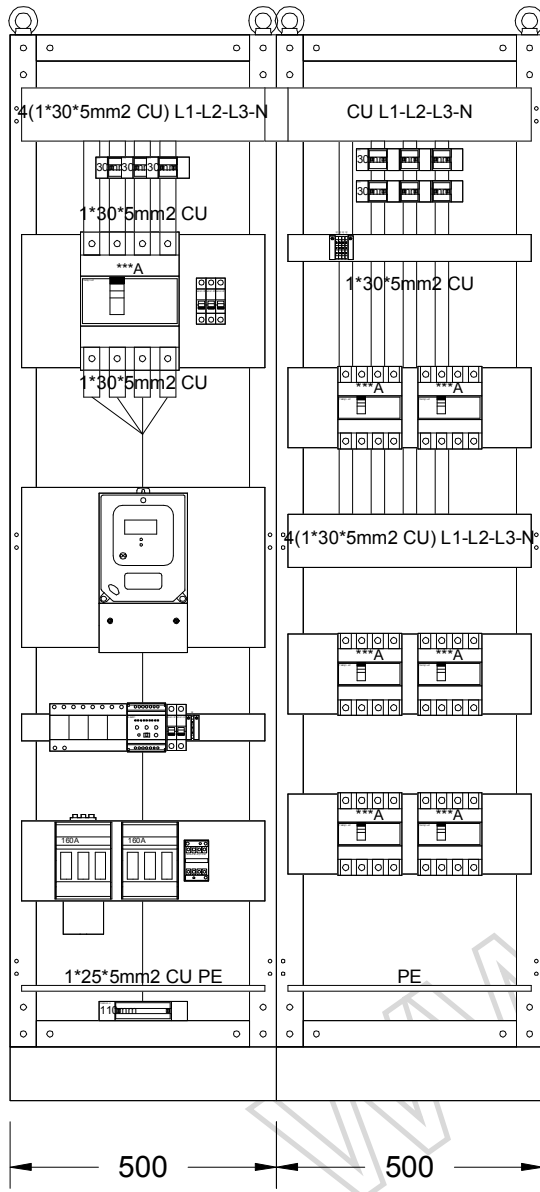 4(1*30*5mm2 CU) L1-L2-L3-N
CU L1-L2-L3-N
30 30 30
30
30
1*30*5mm2 CU
***A
1*30*5mm2 CU
1*30*5mm2 CU
***A ***A
4(1*30*5mm2 CU) L1-L2-L3-N
***A ***A
***A ***A
160A 160A
1*25*5mm2 CU PE
PE
110
500 500